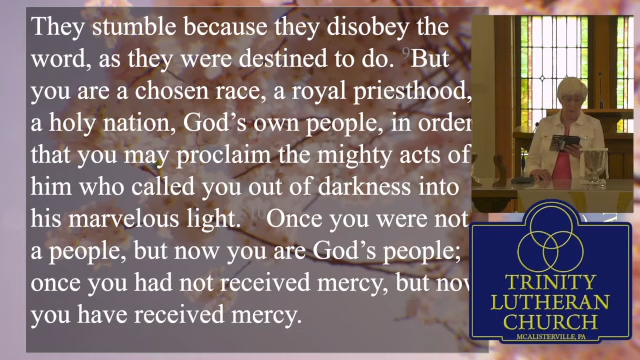 They stumble because they disobey the
word, as they were destined to do. 9But
you are a chosen race, a royal priesthood,
a holy nation, God’s own people, in order
that you may proclaim the mighty acts of
him who called you out of darkness into
his marvelous light. Once you were not
a people, but now you are God’s people;
once you had not received mercy, but now
you have received mercy.
TRINITY
LUTHERAN
CHURCH
MCALISTERVILLE, PA